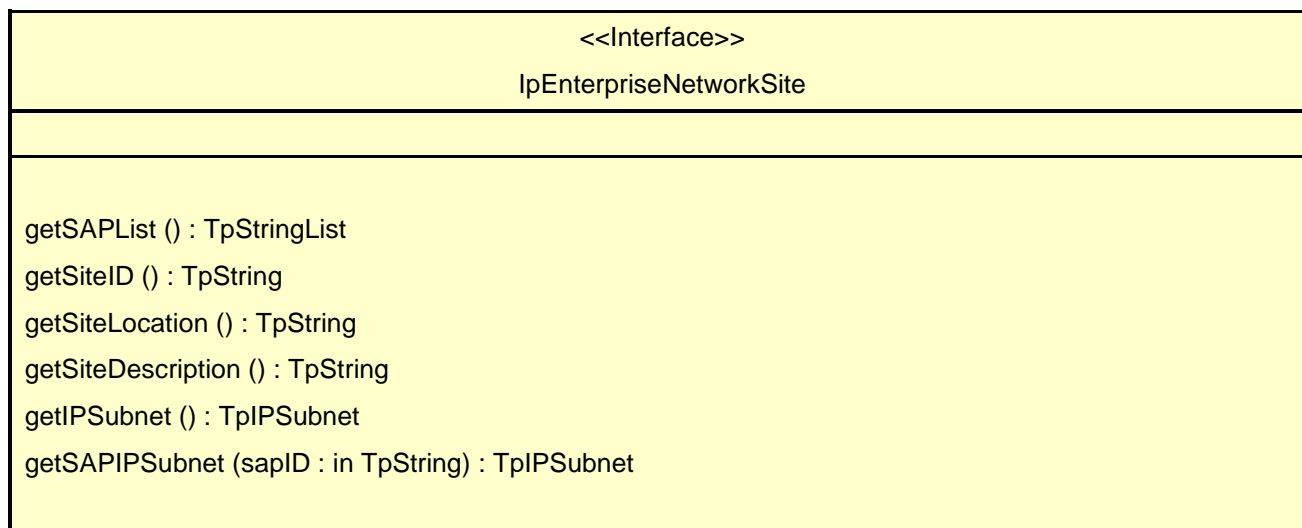 <<Interface>>
IpEnterpriseNetworkSite
getSAPList () : TpStringList
getSiteID () : TpString
getSiteLocation () : TpString
getSiteDescription () : TpString
getIPSubnet () : TpIPSubnet
getSAPIPSubnet (sapID : in TpString) : TpIPSubnet